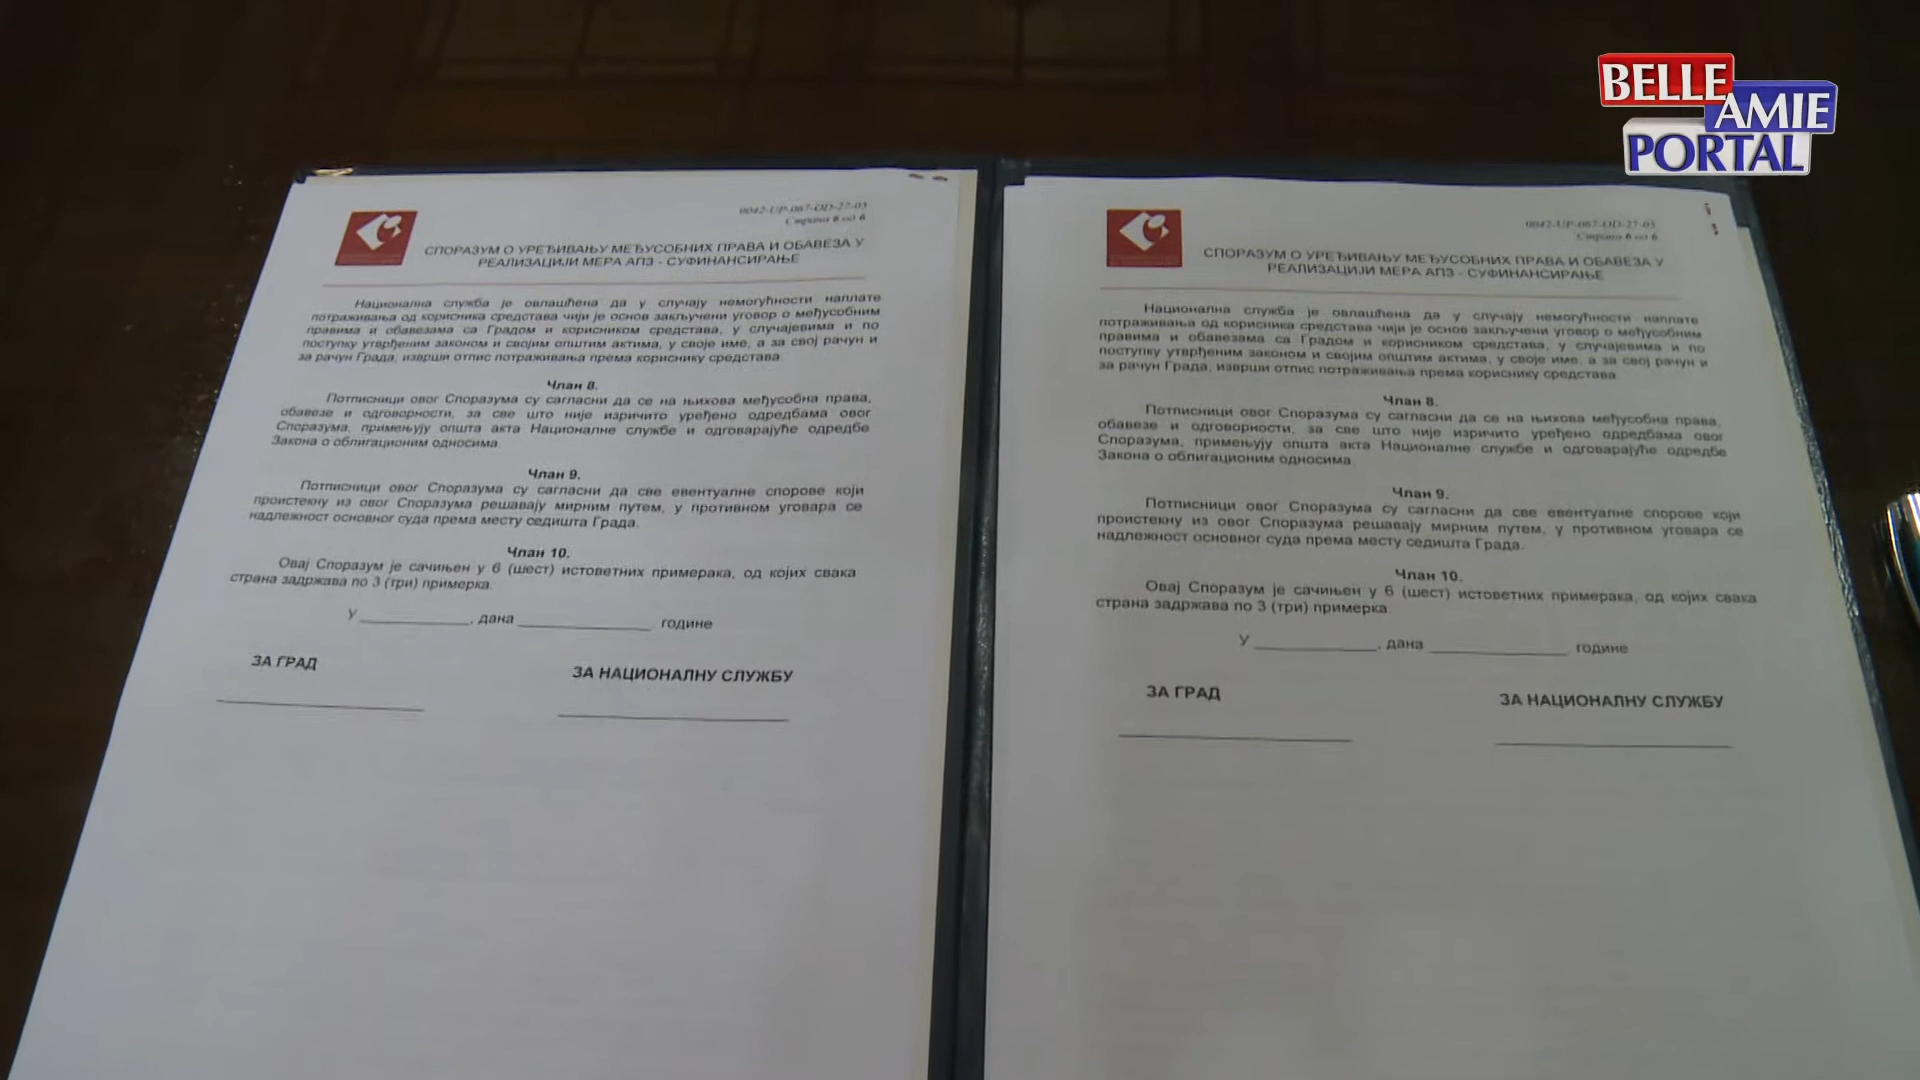 BELLE
AMIE
PORTAL
0042-UP-067-OD-27-03
Страна 6 од 6
СПОРАЗУМ О УРЕЂИВАЊУ МЕЂУСОБНИХ ПРАВА И ОБАВЕЗА У
РЕАЛИЗАЦИЈИ МЕРА АПЗ - СУФИНАНСИРАЊЕ
Национална служба је овлашћена да у случају немогућности наплате
потраживања од корисника средстава чији је основ закључени уговор о међусобним
правима и обавезама са Градом и корисником средстава, у случајевима и по
поступку утврђеним законом и својим општим актима, у своје име, а за свој рачун и
за рачун Града, изврши отпис потраживања према кориснику средстава.
Члан 8.
Потписници овог Споразума су сагласни да се на њихова међусобна права,
обавезе и одговорности, за све што није изричито уређено одредбама овог
Споразума, примењују општа акта Националне службе и одговарајуће одредбе
Закона о облигационим односима.
Члан 9.
Потписници овог Споразума су сагласни да све евентуалне спорове који
проистекну из овог Споразума решавају мирним путем, у противном уговара се
надлежност основног суда према месту седишта Града.
Члан 10.
Овај Споразум је сачињен у 6 (шест) истоветних примерака, од којих свака
страна задржава по 3 (три) примерка.
У ____________, дана ______________ године
ЗА ГРАД
ЗА НАЦИОНАЛНУ СЛУЖБУ
0042-UP-067-OD-27-03
Страна 6 од 6
СПОРАЗУМ О УРЕЂИВАЊУ МЕЂУСОБНИХ ПРАВА И ОБАВЕЗА У
РЕАЛИЗАЦИЈИ МЕРА АПЗ - СУФИНАНСИРАЊЕ
Национална служба је овлашћена да у случају немогућности наплате
потраживања од корисника средстава чији је основ закључени уговор о међусобним
правима и обавезама са Градом и корисником средстава, у случајевима и по
поступку утврђеним законом и својим општим актима, у своје име, а за свој рачун и
за рачун Града, изврши отпис потраживања према кориснику средстава.
Члан 8.
Потписници овог Споразума су сагласни да се на њихова међусобна права,
обавезе и одговорности, за све што није изричито уређено одредбама овог
Споразума, примењују општа акта Националне службе и одговарајуће одредбе
Закона о облигационим односима.
Члан 9.
Потписници овог Споразума су сагласни да све евентуалне спорове који
проистекну из овог Споразума решавају мирним путем, у противном уговара се
надлежност основног суда према месту седишта Града.
Члан 10.
Овај Споразум је сачињен у 6 (шест) истоветних примерака, од којих свака
страна задржава по 3 (три) примерка.
У ____________, дана ______________ године
ЗА ГРАД
ЗА НАЦИОНАЛНУ СЛУЖБУ